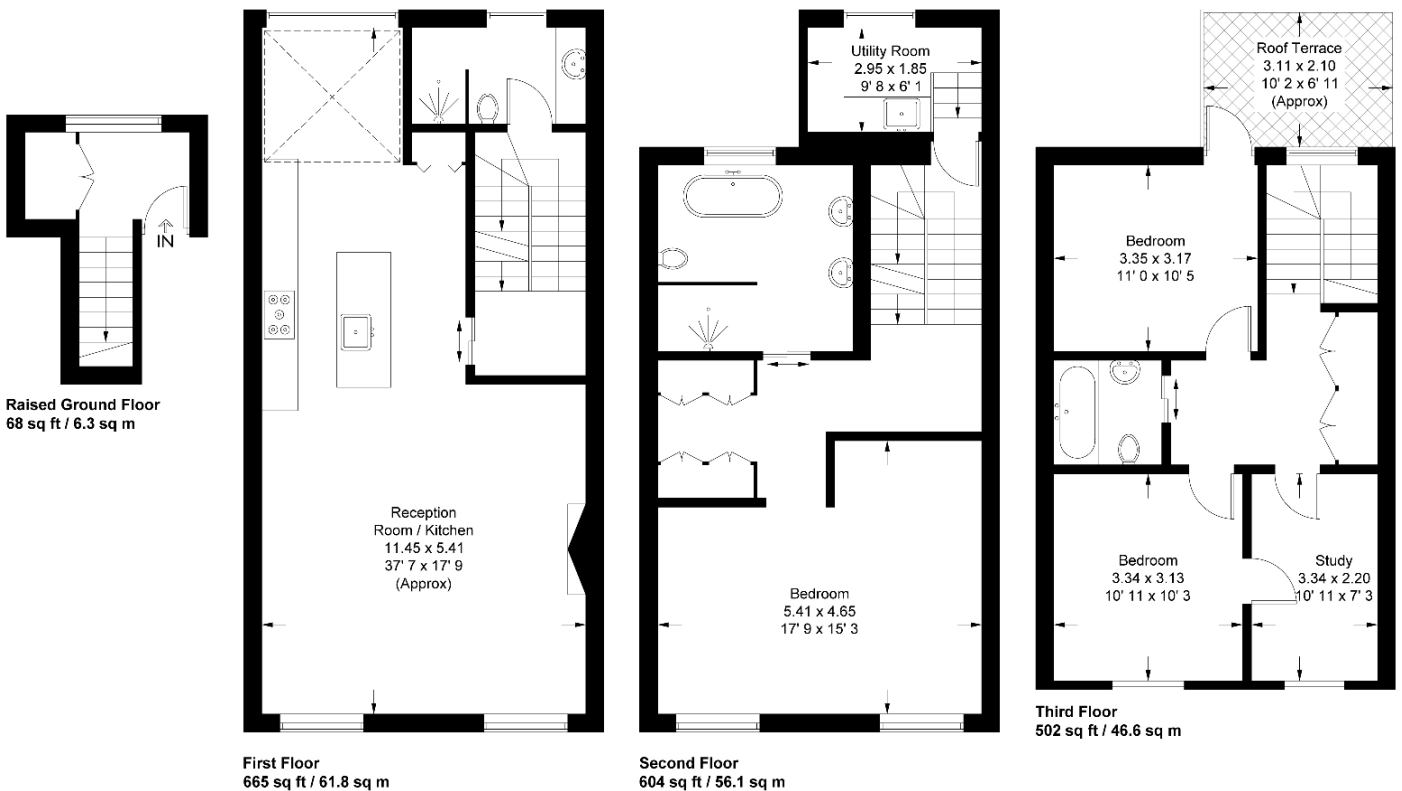 IN
Raised Ground Floor
68 sq ft / 6.3 sq m
Reception
Room / Kitchen
11.45 x 5.41
37' 7 x 17' 9
(Approx)
First Floor
665 sq ft / 61.8 sq m
Utility Room
2.95 x 1.85
9' 8 x 6' 1
Bedroom
5.41 x 4.65
17' 9 x 15' 3
Second Floor
604 sq ft / 56.1 sq m
Roof Terrace
3.11 x 2.10
10' 2 x 6' 11
(Approx)
Bedroom
3.35 x 3.17
11' 0 x 10' 5
Bedroom
3.34 x 3.13
10' 11 x 10' 3
Study
3.34 x 2.20
10' 11 x 7' 3
Third Floor
502 sq ft / 46.6 sq m